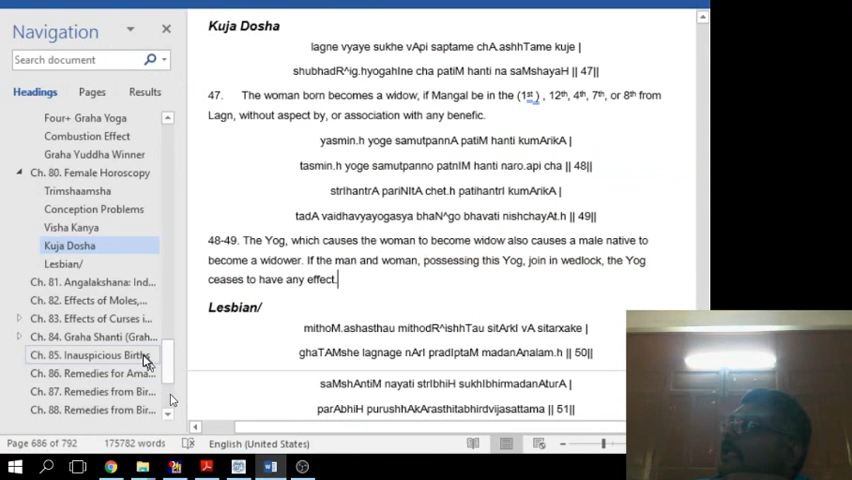 Navigation
Search document
Headings Pages Results
Four+ Graha Yoga
Combustion Effect
Graha Yuddha Winner
Ch. 80. Female Horoscopy
Trimshaamsha
Conception Problems
Visha Kanya
Kuja Dosha
Lesbian/
Ch. 81. Angalakshana: Ind...
Ch. 82. Effects of Moles,...
Ch. 83. Effects of Curses i...
Ch. 84. Graha Shanti (Grah...
Ch. 85. Inauspicious Births
Ch. 86. Remedies for Ama...
Ch. 87. Remedies from Bir...
Ch. 88. Remedies from Bir...
Kuja Dosha
lagne vyaye sukhe vApi saptame chA.ashhTame kuje |
shubhadR^ig.hyogahIne cha patiM hanti na saMshayaH || 47||
47. The woman born becomes a widow, if Mangal be in the (1st ) , 12th, 4th, 7th, or 8th from
Lagn, without aspect by, or association with any benefic.
yasmin.h yoge samutpannA patiM hanti kumArikA |
tasmin.h yoge samutpanno patnIM hanti naro.api cha || 48||
strIhantrA pariNItA chet.h patihantrI kumArikA |
tadA vaidhavyayogasya bhaN^go bhavati nishchayAt.h || 49||
48-49. The Yog, which causes the woman to become widow also causes a male native to
become a widower. If the man and woman, possessing this Yog, join in wedlock, the Yog
ceases to have any effect.
Lesbian/
mithoM.ashasthau mithodR^ishhTau sitArkI vA sitarxake |
ghaTAMshe lagnage nArI pradIptaM madanAnalam.h || 50||
saMshAntiM nayati strIbhiH sukhIbhirmadanAturA |
parAbhiH purushhAkArasthitabhirdvijasattama || 51||
Page 686 of 792 175782 words English (United States)